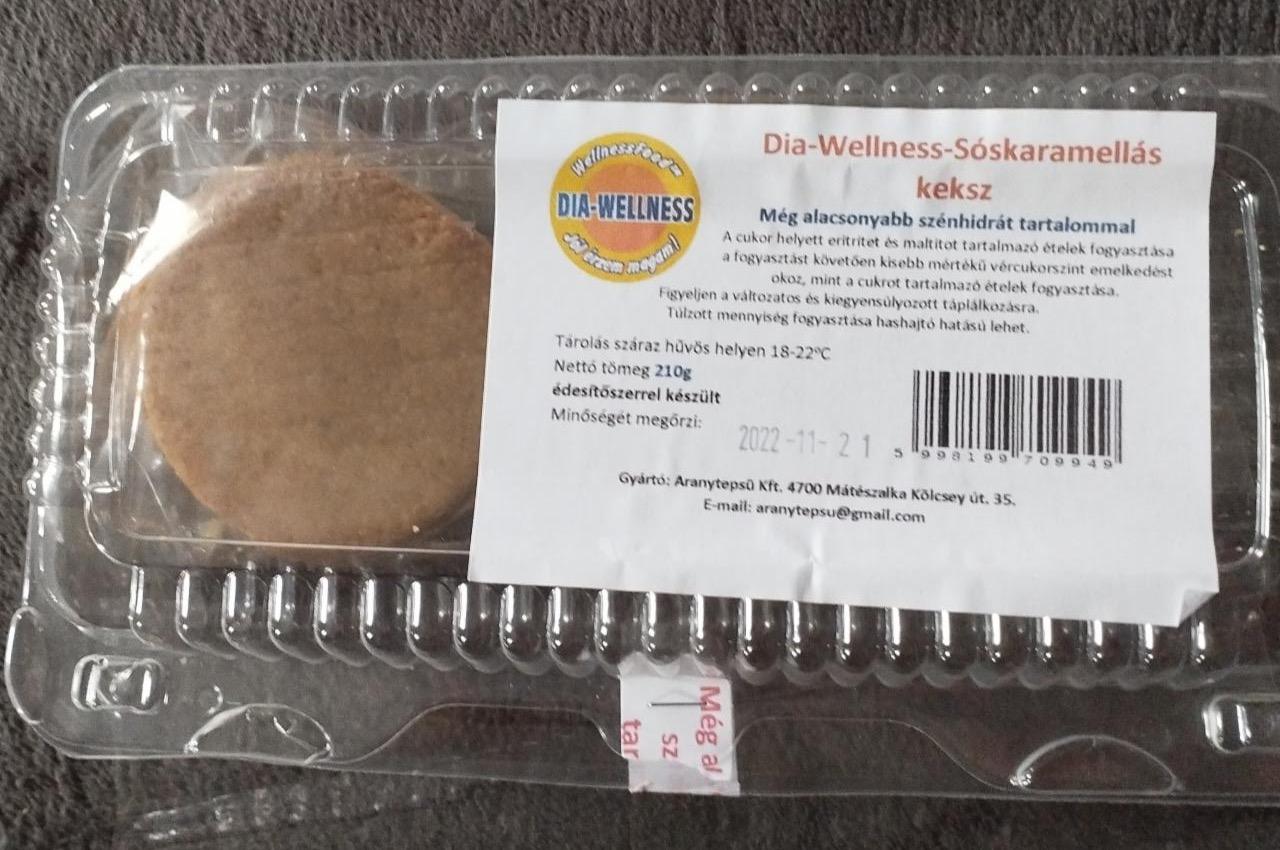 WellnessFood™
DIA-WELLNESS
Jól érzem magam!
Dia-Wellness-Sóskaramellás
keksz
Még alacsonyabb szénhidrát tartalommal
A cukor helyett eritritet és maltitot tartalmazó ételek fogyasztása
a fogyasztást követően kisebb mértékű vércukorszint emelkedést
okoz, mint a cukrot tartalmazó ételek fogyasztása.
Figyeljen a változatos és kiegyensúlyozott táplálkozásra.
Túlzott mennyiség fogyasztása hashajtó hatású lehet.
Tárolás száraz hűvös helyen 18-22ºC
Nettó tömeg 210g
édesítőszerrel készült
Minőségét megőrzi:
2022-11-21
5 998199 709949
Gyártó: Aranytepsü Kft. 4700 Mátészalka Kölcsey út. 35.
E-mail: aranytepsu@gmail.com
Még al
sz
tar